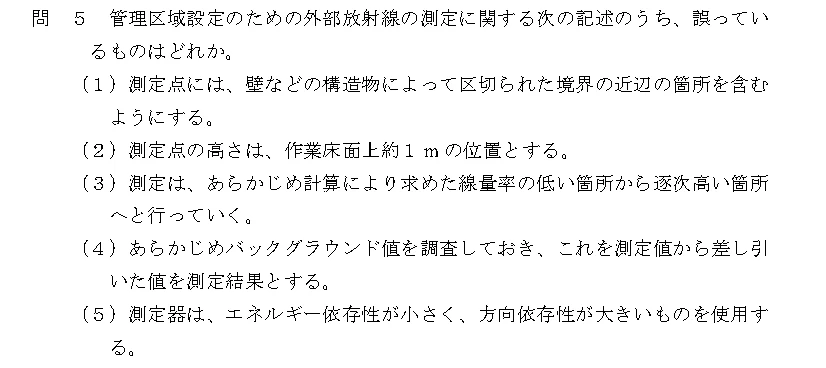 問　５　管理区域設定のための外部放射線の測定に関する次の記述のうち、誤ってい
るものはどれか。
（１）測定点には、壁などの構造物によって区切られた境界の近辺の箇所を含む
ようにする。
（２）測定点の高さは、作業床面上約１ｍの位置とする。
（３）測定は、あらかじめ計算により求めた線量率の低い箇所から逐次高い箇所
へと行っていく。
（４）あらかじめバックグラウンド値を調査しておき、これを測定値から差し引
いた値を測定結果とする。
（５）測定器は、エネルギー依存性が小さく、方向依存性が大きいものを使用す
る。